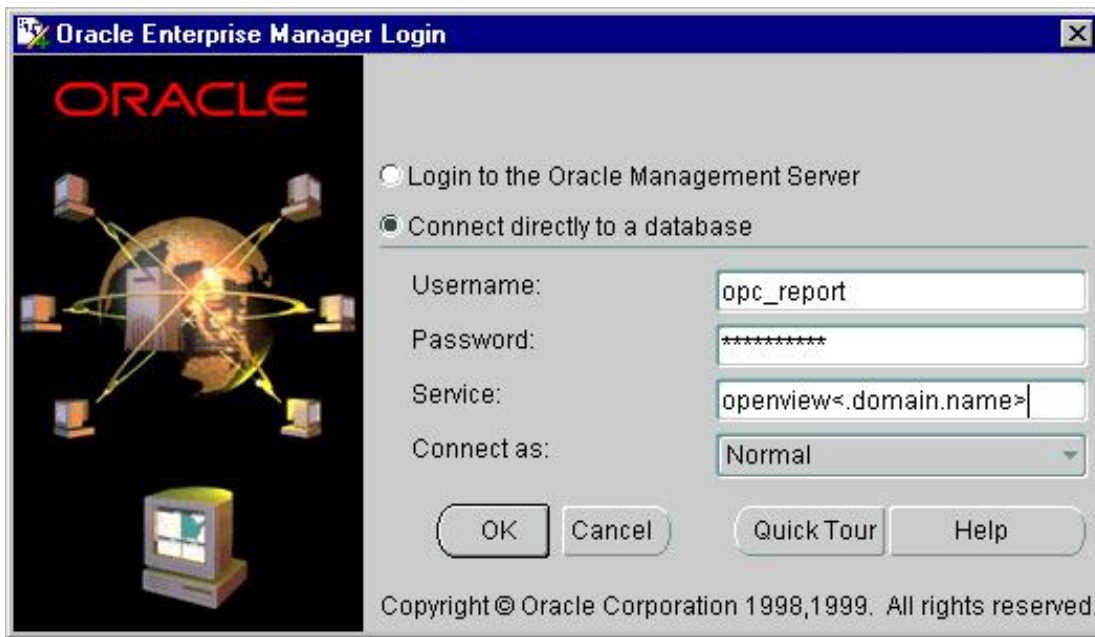 Oracle Enterprise Manager Login
ORACLE
Login to the Oracle Management Server
Connect directly to a database
Username: opc_report
Password: **********
Service: openview<.domain.name>
Connect as: Normal
OK Cancel Quick Tour Help
Copyright © Oracle Corporation 1998,1999. All rights reserved.